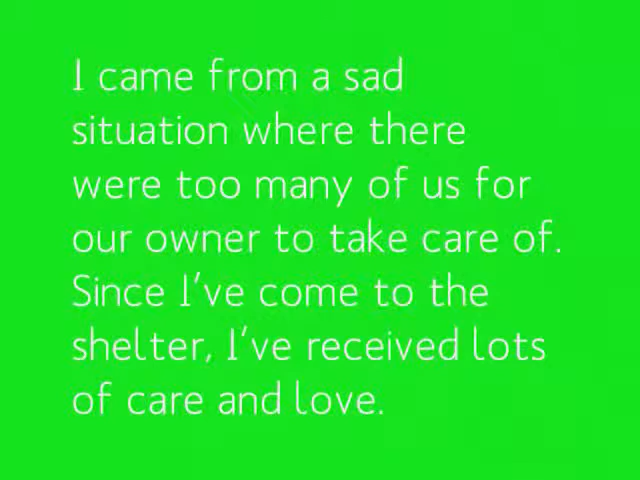 I came from a sad
situation where there
were too many of us for
our owner to take care of.
Since I've come to the
shelter, I've received lots
of care and love.